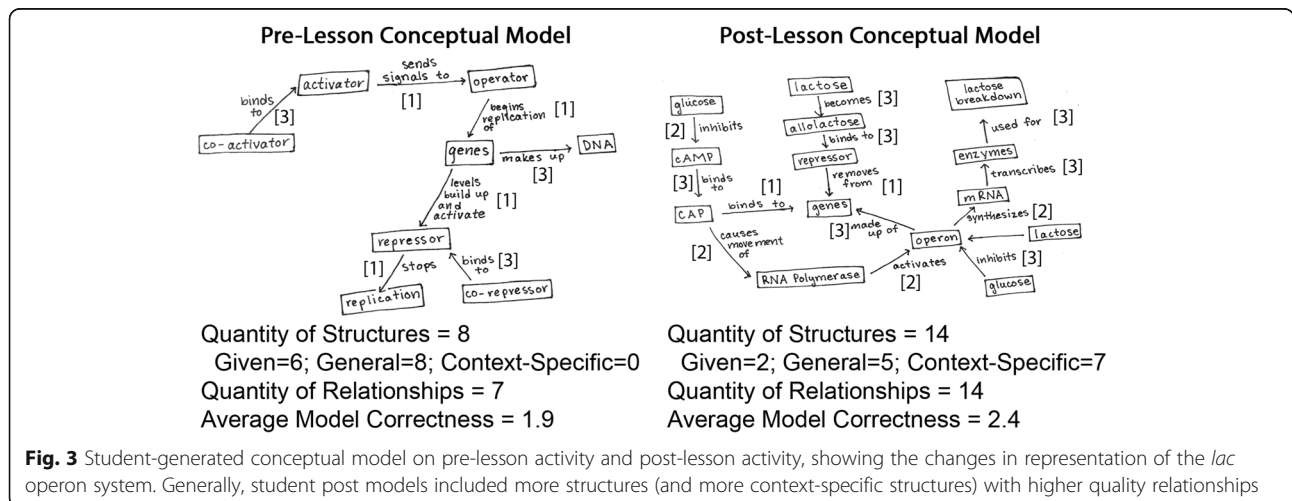 Pre-Lesson Conceptual Model
activator
sends
signals to
[1]
operator
binds
to
[3]
co-activator
begins
replication
of
[1]
genes
makes up
[3]
DNA
levels
build up
and
activate
[1]
repressor
[1]
stops
binds
to
[3]
replication
co-repressor
Quantity of Structures = 8
Given=6; General=8; Context-Specific=0
Quantity of Relationships = 7
Average Model Correctness = 1.9
Post-Lesson Conceptual Model
glucose
[2] inhibits
cAMP
[3] binds
to
CAP
[1]
binds to
lactose
becomes [3]
allolactose
binds to [3]
repressor
removes
from [1]
genes
lactose
breakdown
used for [3]
enzymes
transcribes [3]
mRNA
synthesizes [2]
[3] made
up of
operon
lactose
causes
movement
of
[2]
RNA Polymerase
activates
[2]
inhibits [3]
glucose
Quantity of Structures = 14
Given=2; General=5; Context-Specific=7
Quantity of Relationships = 14
Average Model Correctness = 2.4
Fig. 3 Student-generated conceptual model on pre-lesson activity and post-lesson activity, showing the changes in representation of the lac
operon system. Generally, student post models included more structures (and more context-specific structures) with higher quality relationships